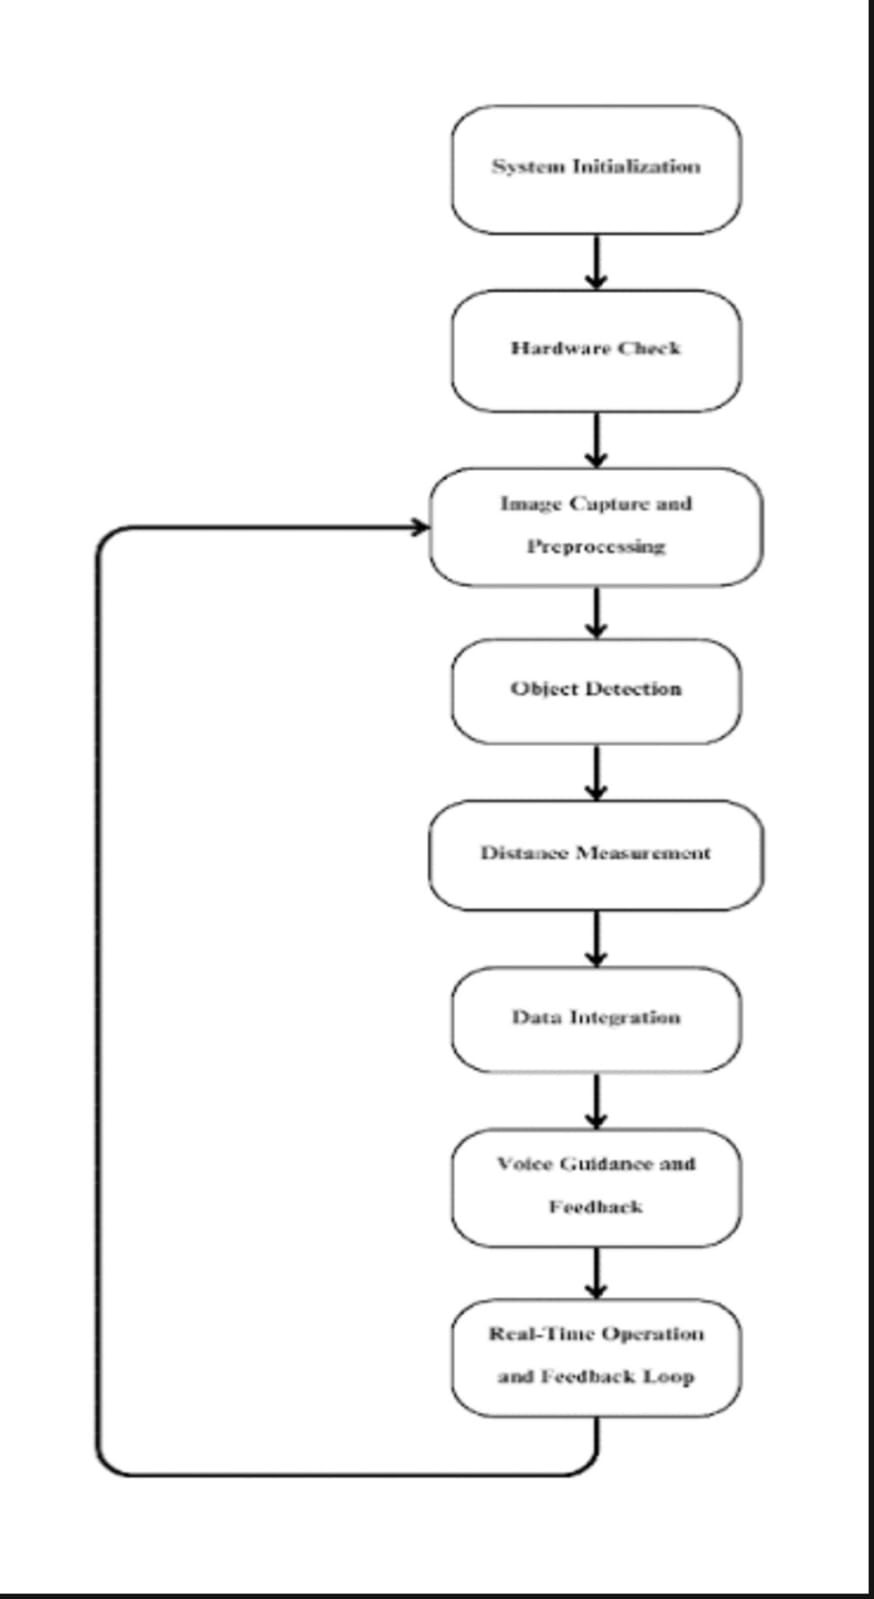 System Initialization
Hardware Check
Image Capture and
Preprocessing
Object Detection
Distance Measurement
Data Integration
Voice Guidance and
Feedback
Real-Time Operation
and Feedback Loop